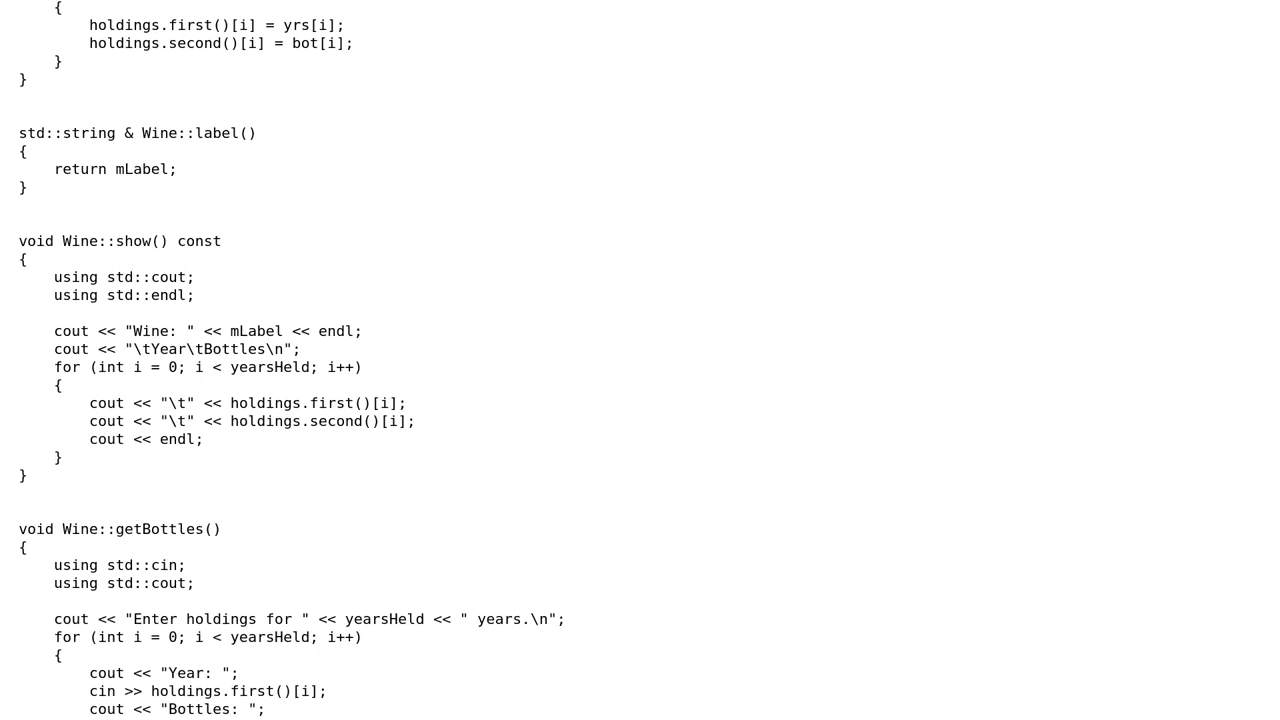 {
        holdings.first()[i] = yrs[i];
        holdings.second()[i] = bot[i];
    }
}
std::string & Wine::label()
{
    return mLabel;
}
void Wine::show() const
{
    using std::cout;
    using std::endl;
    cout << "Wine: " << mLabel << endl;
    cout << "\tYear\tBottles\n";
    for (int i = 0; i < yearsHeld; i++)
    {
        cout << "\t" << holdings.first()[i];
        cout << "\t" << holdings.second()[i];
        cout << endl;
    }
}
void Wine::getBottles()
{
    using std::cin;
    using std::cout;
    cout << "Enter holdings for " << yearsHeld << " years.\n";
    for (int i = 0; i < yearsHeld; i++)
    {
        cout << "Year: ";
        cin >> holdings.first()[i];
        cout << "Bottles: ";